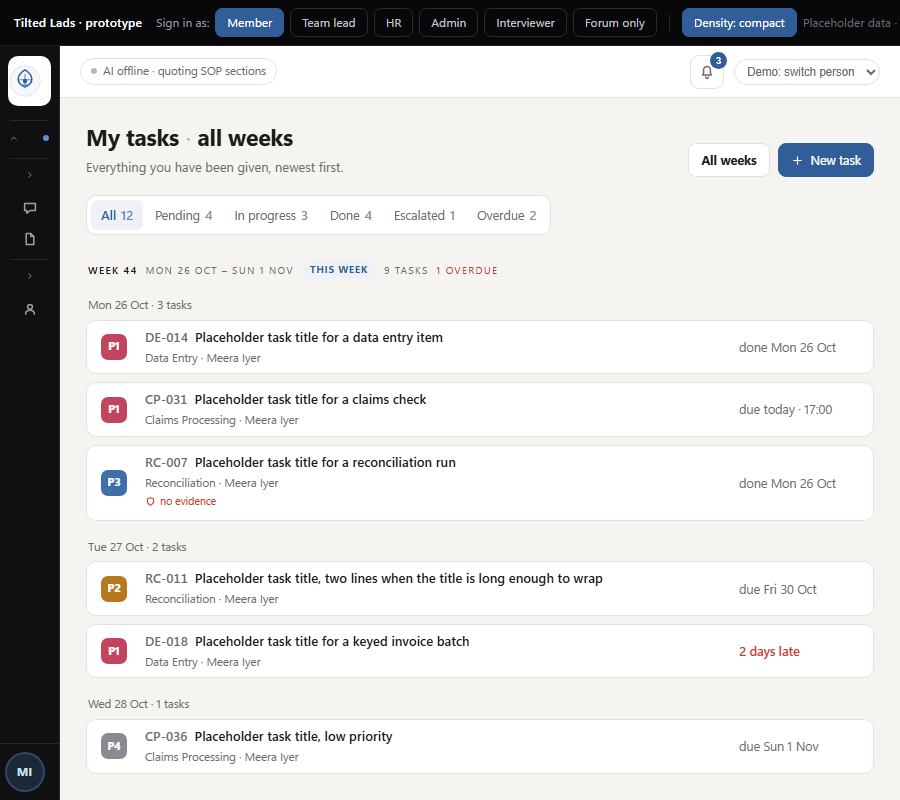 Tilted Lads · prototype Sign in as: Member Team lead HR Admin Interviewer Forum only Density: compact Placeholder data ·
AI offline · quoting SOP sections 3 Demo: switch person
My tasks · all weeks
Everything you have been given, newest first.
All weeks + New task
All 12 Pending 4 In progress 3 Done 4 Escalated 1 Overdue 2
WEEK 44 MON 26 OCT – SUN 1 NOV THIS WEEK 9 TASKS 1 OVERDUE
Mon 26 Oct · 3 tasks
P1 DE-014 Placeholder task title for a data entry item done Mon 26 Oct
Data Entry · Meera Iyer
P1 CP-031 Placeholder task title for a claims check due today · 17:00
Claims Processing · Meera Iyer
P3 RC-007 Placeholder task title for a reconciliation run done Mon 26 Oct
Reconciliation · Meera Iyer
no evidence
Tue 27 Oct · 2 tasks
P2 RC-011 Placeholder task title, two lines when the title is long enough to wrap due Fri 30 Oct
Reconciliation · Meera Iyer
P1 DE-018 Placeholder task title for a keyed invoice batch 2 days late
Data Entry · Meera Iyer
Wed 28 Oct · 1 tasks
P4 CP-036 Placeholder task title, low priority due Sun 1 Nov
Claims Processing · Meera Iyer
MI